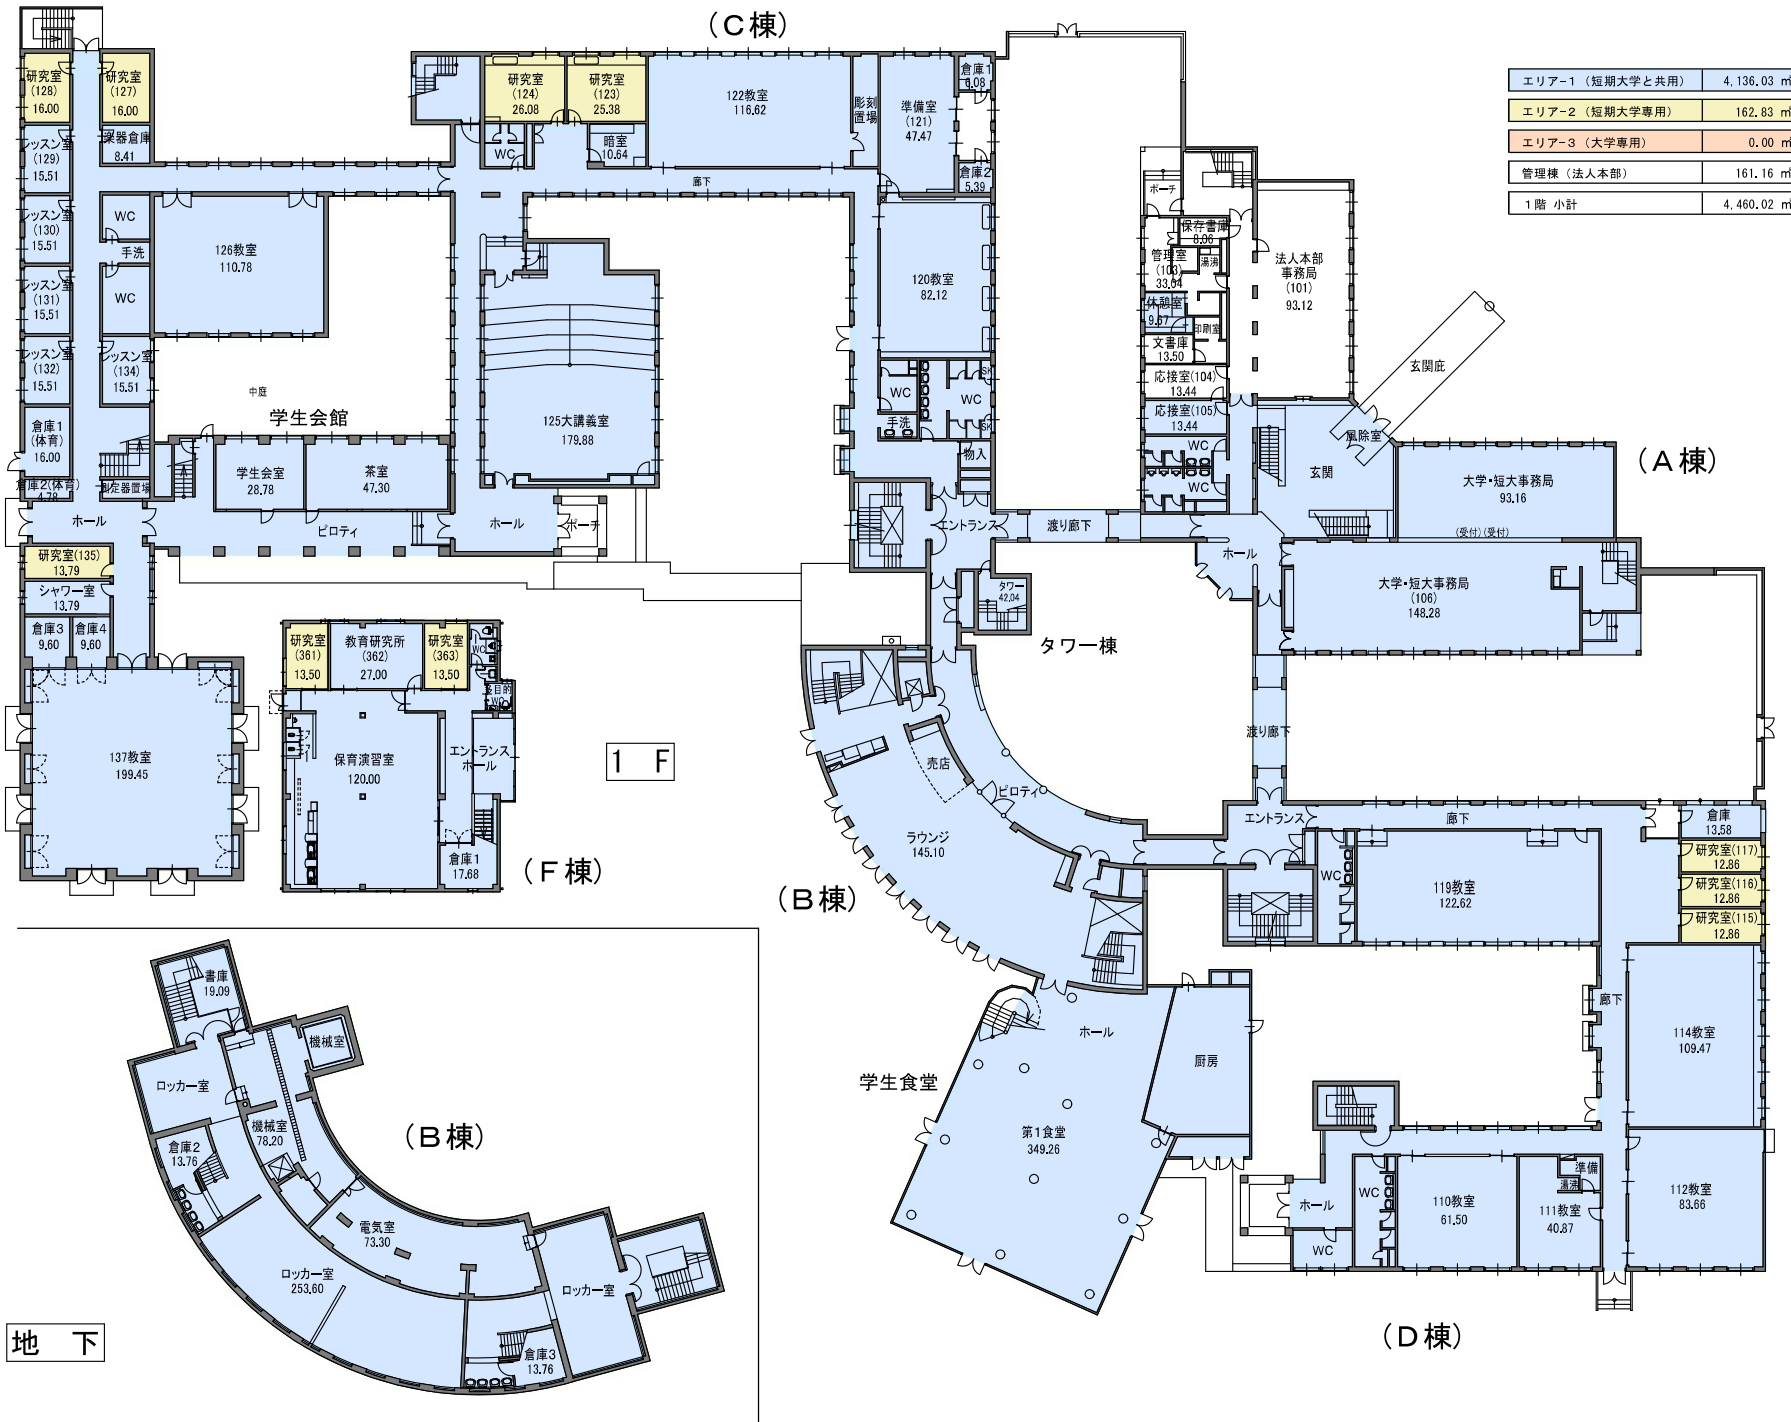 (C棟)
エリア-1 (短期大学と共用) 4,136.03 ㎡
エリア-2 (短期大学専用) 162.83 ㎡
エリア-3 (大学専用) 0.00 ㎡
管理棟 (法人本部) 161.16 ㎡
1階 小計 4,460.02 ㎡
研究室
(128)
16.00
研究室
(127)
16.00
楽器倉庫
8.41
レッスン室
(129)
15.51
レッスン室
(130)
15.51
レッスン室
(131)
15.51
レッスン室
(132)
15.51
レッスン室
(134)
15.51
WC
手洗
WC
126教室
110.78
中庭
学生会館
倉庫1
(体育)
16.00
倉庫2(体育)
4.78
測定器置場
学生会室
28.78
茶室
47.30
ホール
ピロティ
ホール
ポーチ
研究室(135)
13.79
シャワー室
13.79
倉庫3
9.60
倉庫4
9.60
137教室
199.45
研究室
(124)
26.08
研究室
(123)
25.38
WC
暗室
10.64
122教室
116.62
彫刻
置場
準備室
(121)
47.47
倉庫1
6.08
倉庫2
5.39
廊下
125大講義室
179.88
120教室
82.12
WC
手洗
WC
SK
SK
物入
エントランス
渡り廊下
タワー
42.04
タワー棟
ポーチ
保存書庫
8.06
管理室
(103)
33.04
湯沸
休憩室
9.67
印刷室
文書庫
13.50
応接室(104)
13.44
応接室(105)
13.44
WC
WC
法人本部
事務局
(101)
93.12
玄関庇
風除室
玄関
(A棟)
大学・短大事務局
93.16
(受付)(受付)
ホール
大学・短大事務局
(106)
148.28
渡り廊下
研究室
(361)
13.50
教育研究所
(362)
27.00
研究室
(363)
13.50
WC
多目的
WC
保育演習室
120.00
エントランス
ホール
倉庫1
17.68
(F棟)
1 F
売店
ピロティ
ラウンジ
145.10
(B棟)
エントランス
廊下
倉庫
13.58
研究室(117)
12.86
研究室(116)
12.86
研究室(115)
12.86
WC
119教室
122.62
廊下
114教室
109.47
ホール
厨房
学生食堂
第1食堂
349.26
ホール
WC
WC
110教室
61.50
準備
湯沸
111教室
40.87
112教室
83.66
(D棟)
書庫
19.09
機械室
ロッカー室
機械室
78.20
倉庫2
13.76
(B棟)
電気室
73.30
ロッカー室
253.60
ロッカー室
倉庫3
13.76
地 下